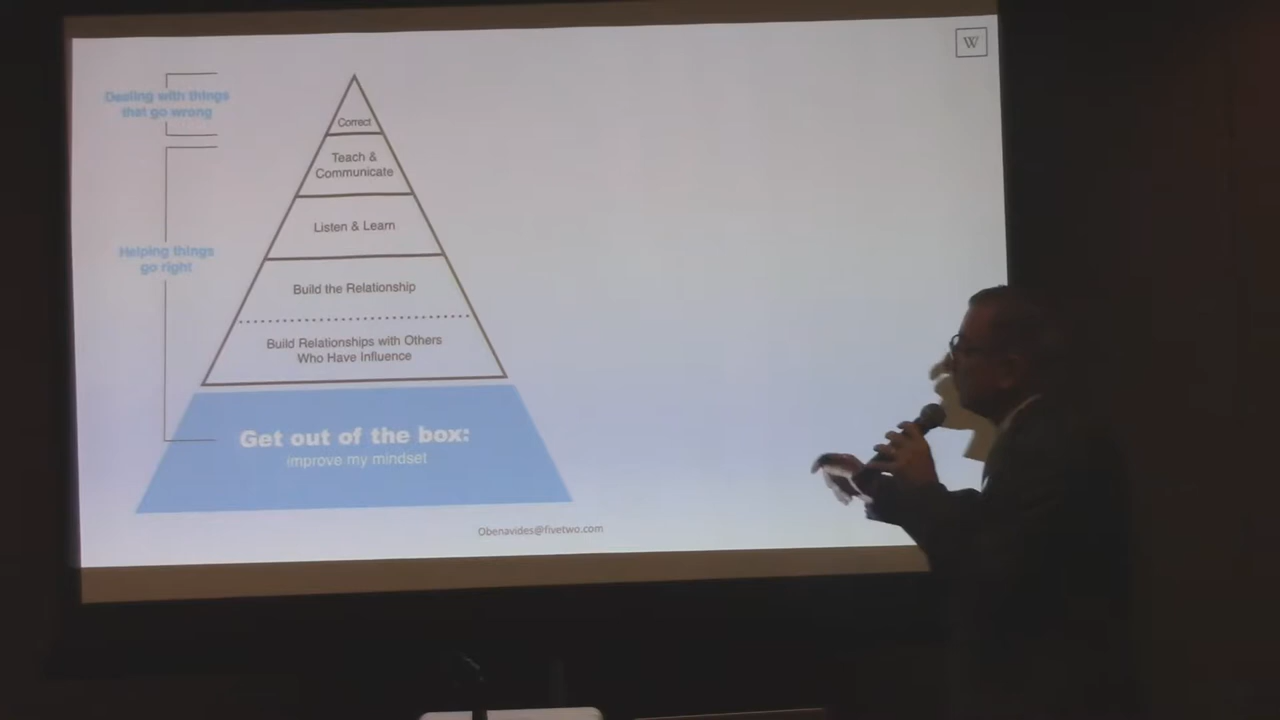 W
Dealing with things
that go wrong
Correct
Teach &
Communicate
Listen & Learn
Helping things
go right
Build the Relationship
Build Relationships with Others
Who Have Influence
Get out of the box:
improve my mindset
Obenavides@fivetwo.com